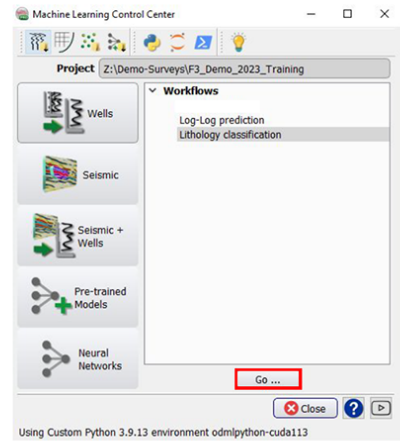 Machine Learning Control Center
Project Z:\Demo-Surveys\F3_Demo_2023_Training
Wells
Seismic
Seismic +
Wells
Pre-trained
Models
Neural
Networks
Workflows
Log-Log prediction
Lithology classification
Go ...
Close
Using Custom Python 3.9.13 environment odmlpython-cuda113